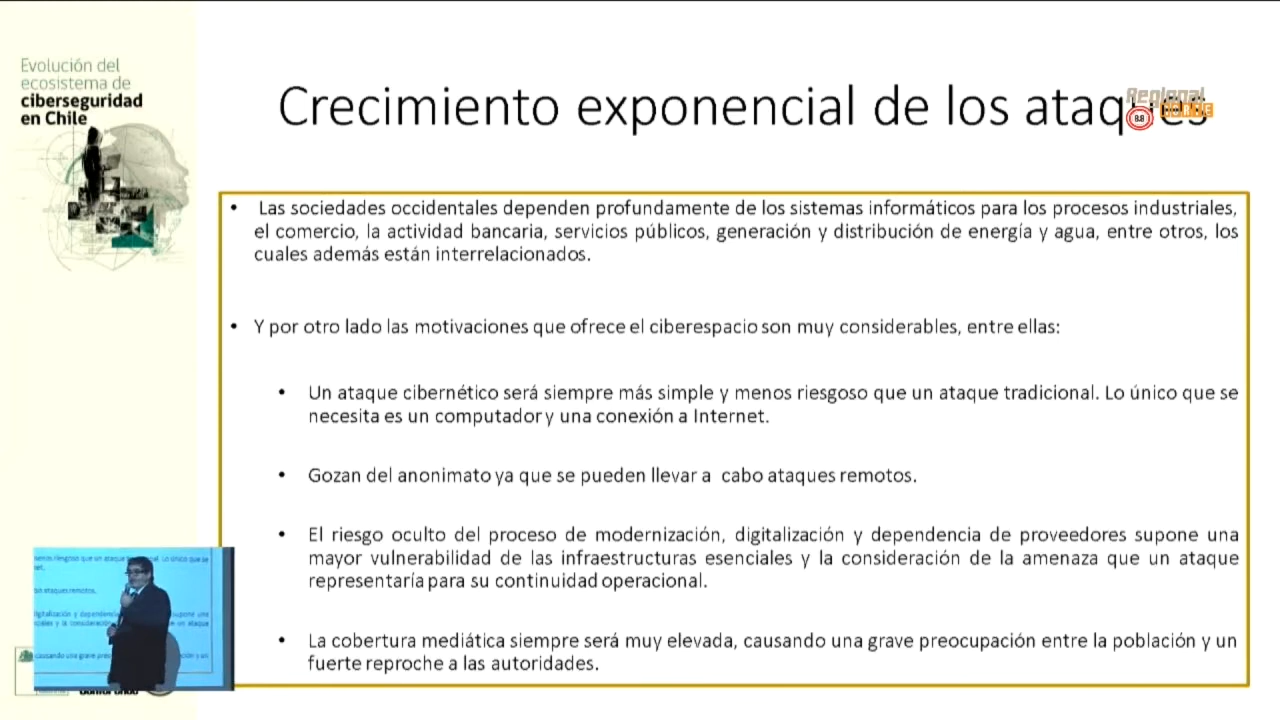 Evolución del
ecosistema de
ciberseguridad
en Chile
Crecimiento exponencial de los ataques
Regional
88
• Las sociedades occidentales dependen profundamente de los sistemas informáticos para los procesos industriales,
el comercio, la actividad bancaria, servicios públicos, generación y distribución de energía y agua, entre otros, los
cuales además están interrelacionados.
• Y por otro lado las motivaciones que ofrece el ciberespacio son muy considerables, entre ellas:
• Un ataque cibernético será siempre más simple y menos riesgoso que un ataque tradicional. Lo único que se
necesita es un computador y una conexión a Internet.
• Gozan del anonimato ya que se pueden llevar a cabo ataques remotos.
• El riesgo oculto del proceso de modernización, digitalización y dependencia de proveedores supone una
mayor vulnerabilidad de las infraestructuras esenciales y la consideración de la amenaza que un ataque
representaría para su continuidad operacional.
• La cobertura mediática siempre será muy elevada, causando una grave preocupación entre la población y un
fuerte reproche a las autoridades.